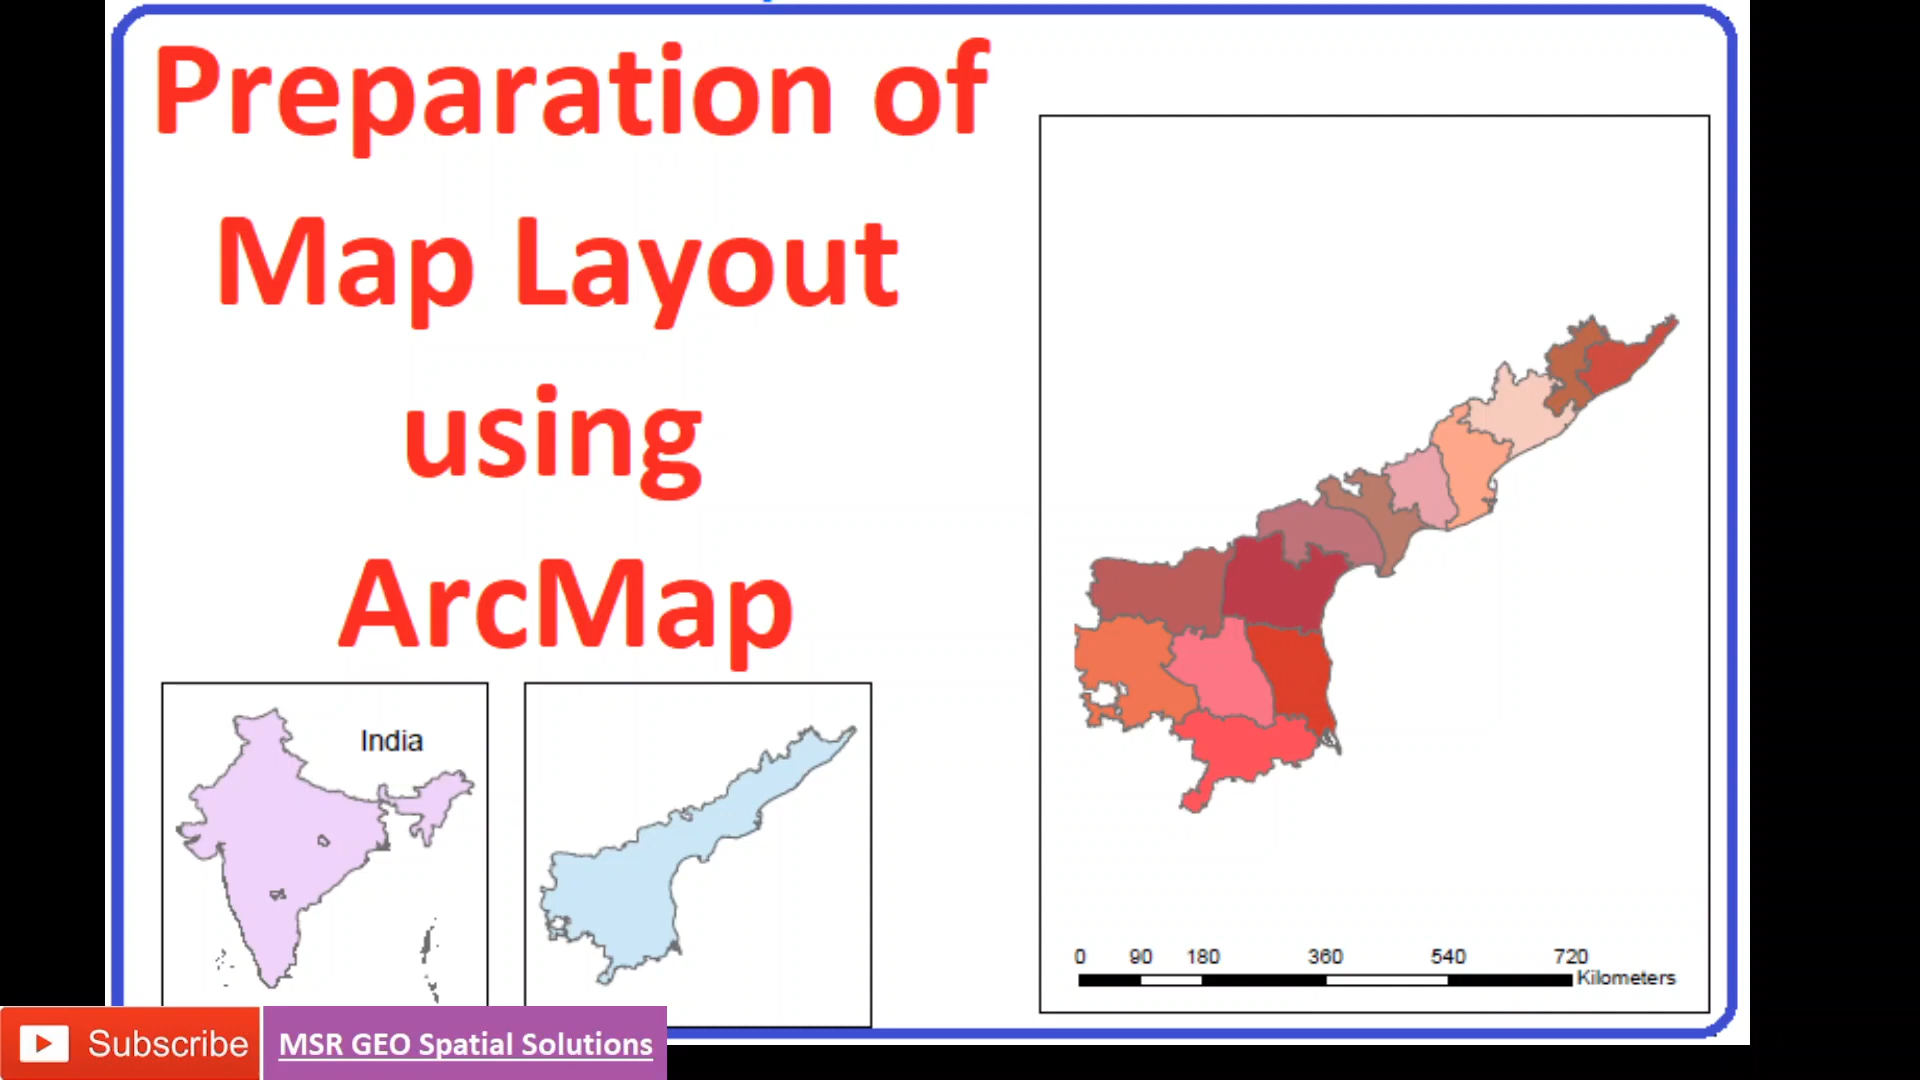 Preparation of
Map Layout
using
ArcMap
India
0 90 180 360 540 720
Kilometers
Subscribe
MSR GEO Spatial Solutions